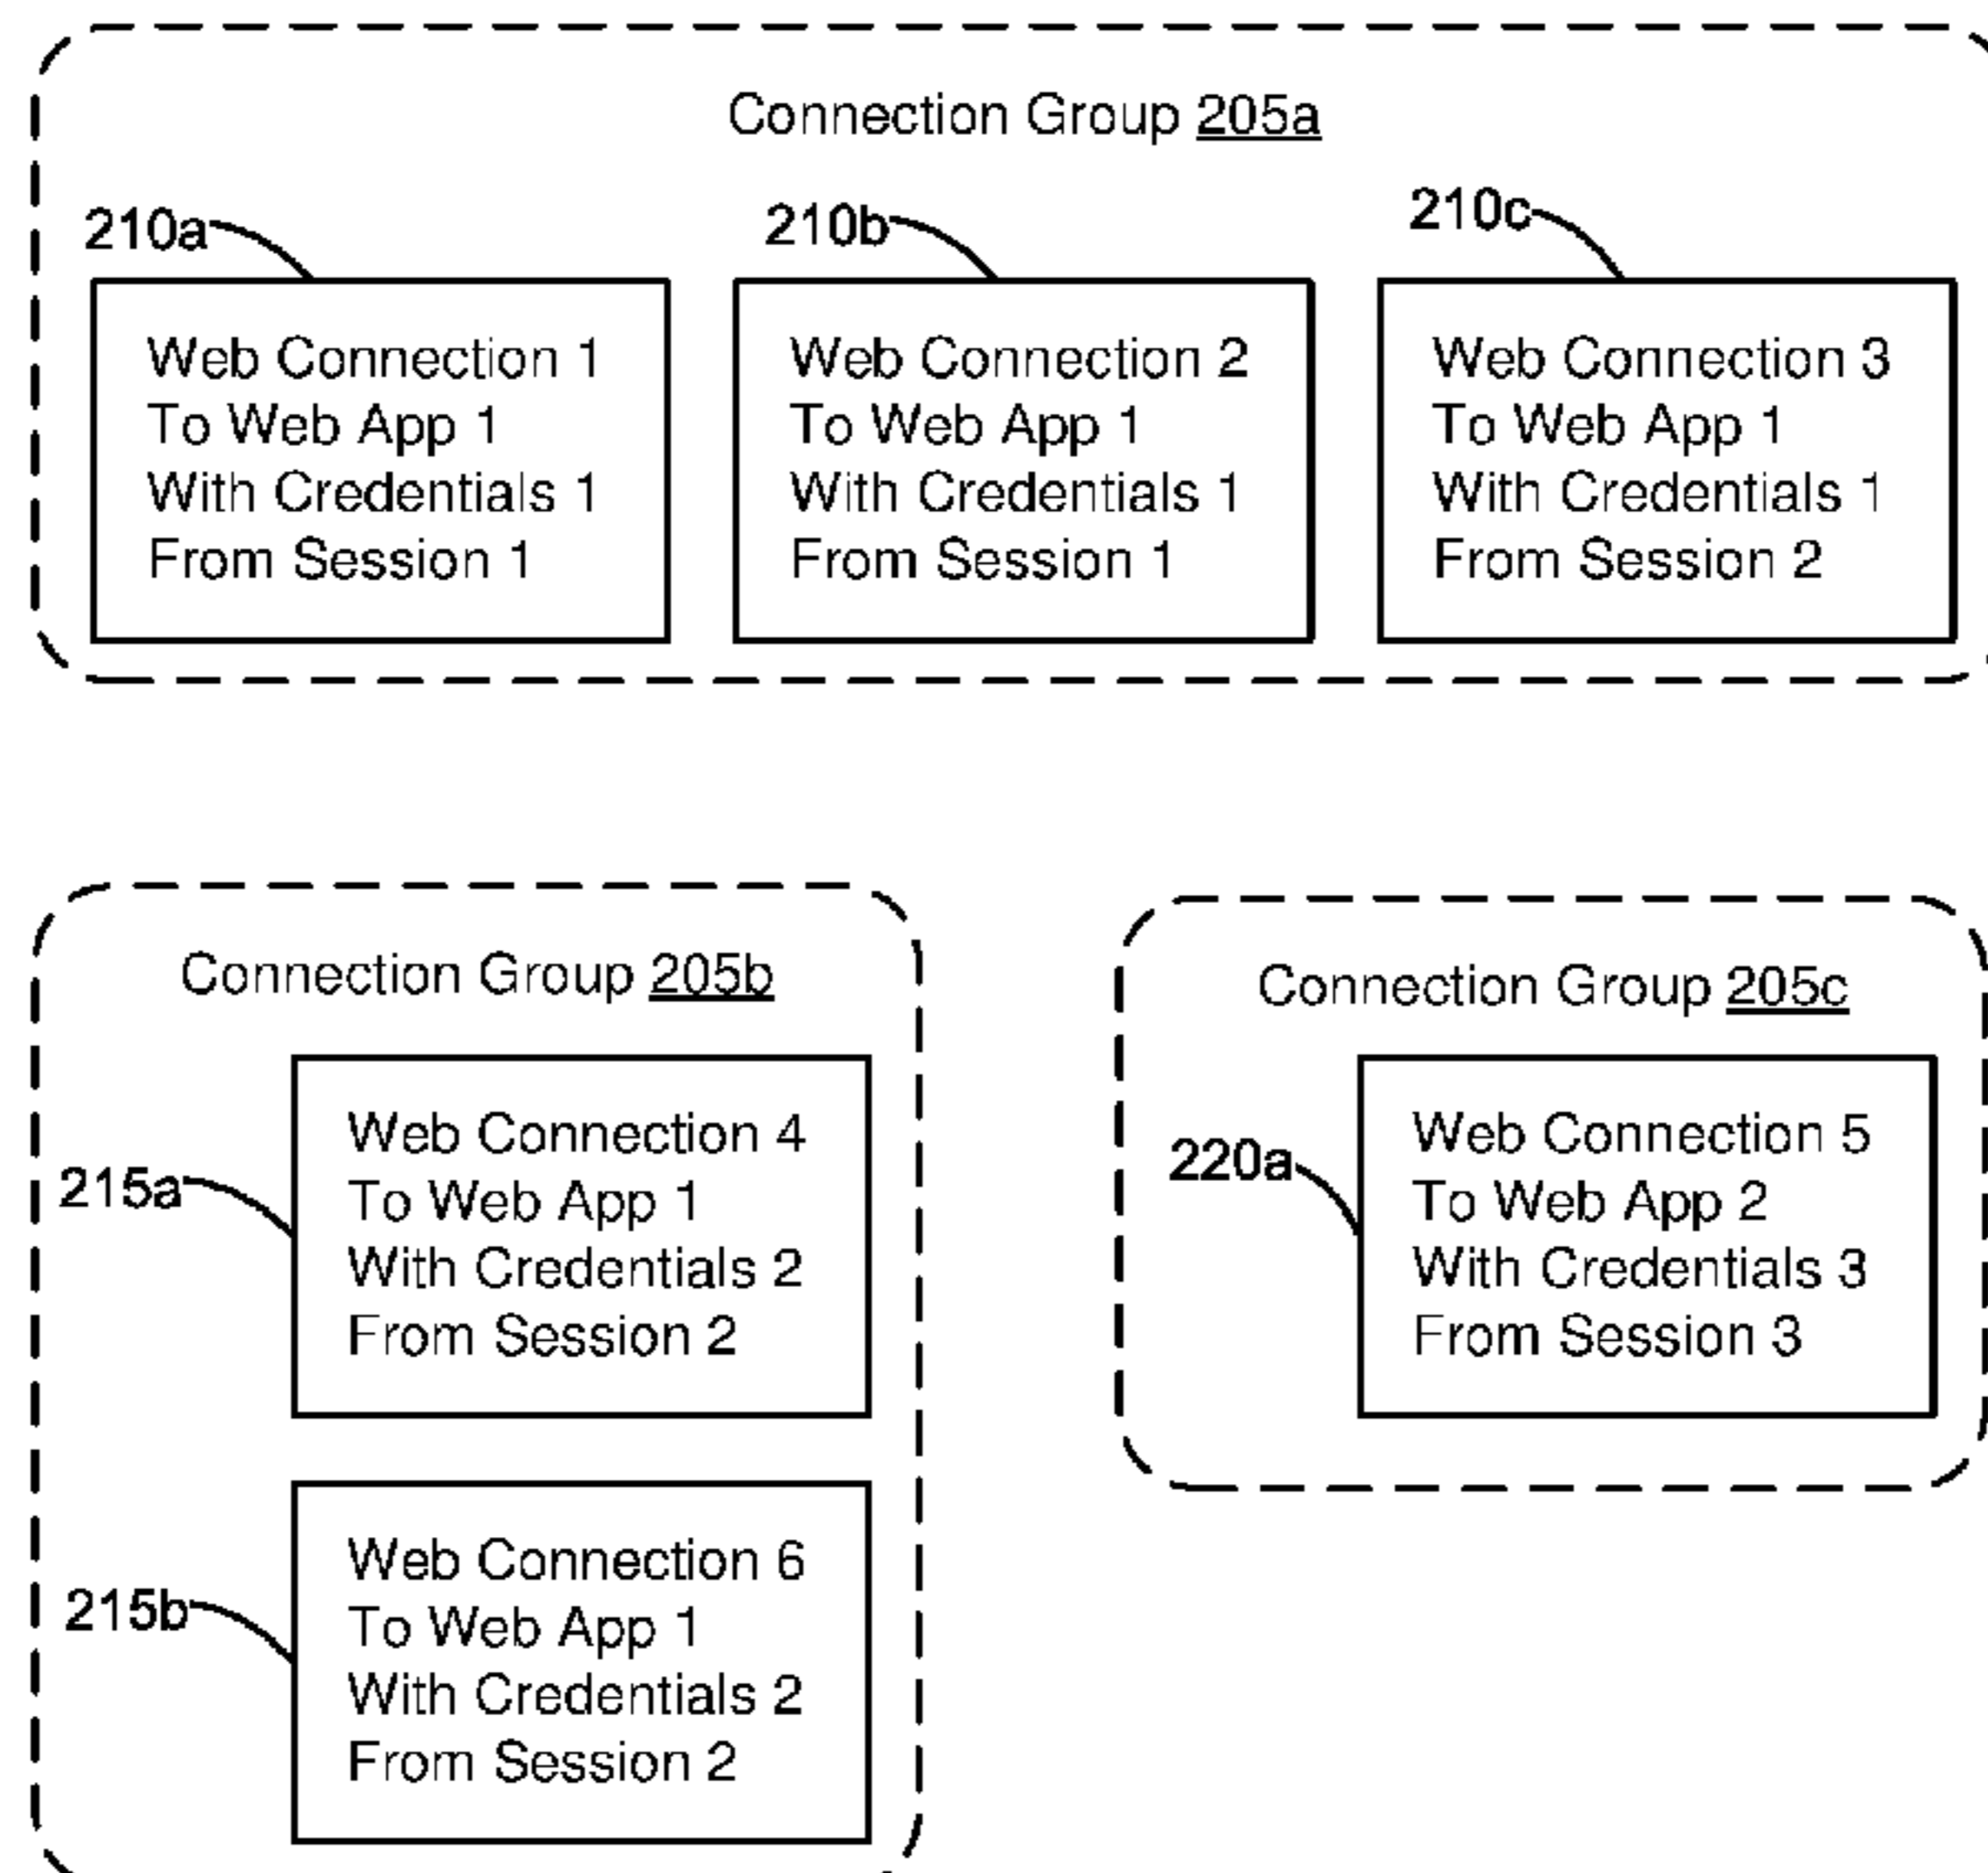 Connection Group 205a
210a
210b
210c
Web Connection 1
To Web App 1
With Credentials 1
From Session 1
Web Connection 2
To Web App 1
With Credentials 1
From Session 1
Web Connection 3
To Web App 1
With Credentials 1
From Session 2
Connection Group 205b
215a
Web Connection 4
To Web App 1
With Credentials 2
From Session 2
215b
Web Connection 6
To Web App 1
With Credentials 2
From Session 2
Connection Group 205c
220a
Web Connection 5
To Web App 2
With Credentials 3
From Session 3